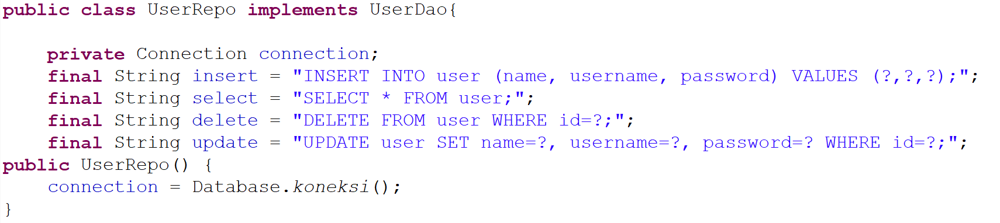 public class UserRepo implements UserDao{
private Connection connection;
final String insert = "INSERT INTO user (name, username, password) VALUES (?,?,?);";
final String select = "SELECT * FROM user;";
final String delete = "DELETE FROM user WHERE id=?;";
final String update = "UPDATE user SET name=?, username=?, password=? WHERE id=?;";
public UserRepo() {
connection = Database.koneksi();
}